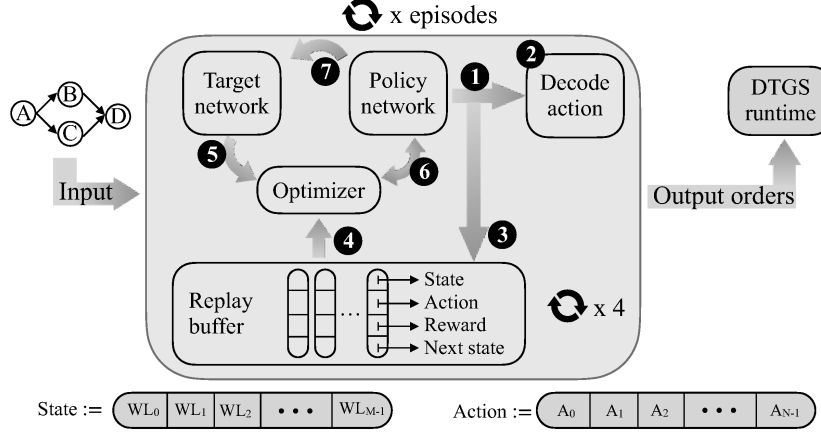 x episodes
A
B
C
D
Input
Target
network
7
Policy
network
1
2
Decode
action
DTGS
runtime
5
6
Optimizer
Output orders
4
3
Replay
buffer
...
State
Action
Reward
Next state
x 4
State := WL0 WL1 WL2 • • • WLM-1
Action := A0 A1 A2 • • • AN-1